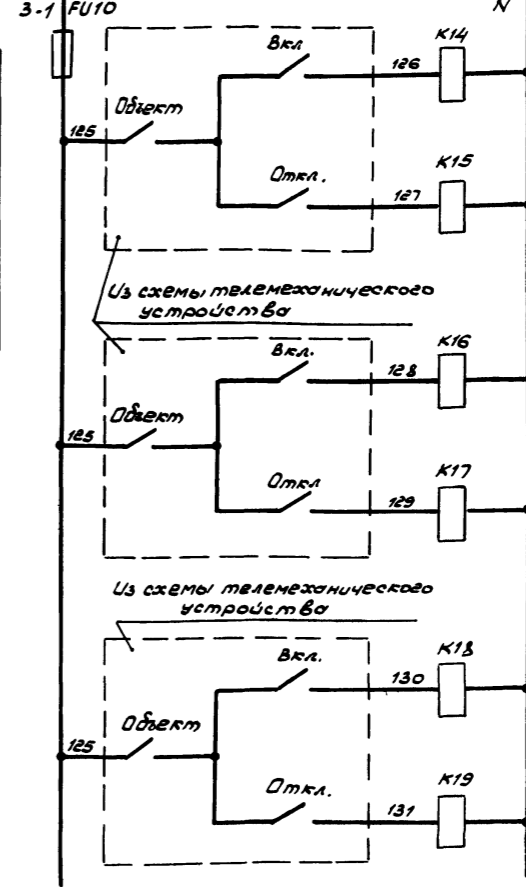 3-1 FU10 N
Вкл K14
126
Объект
125
Откл. K15
127
Из схемы телемеханического
устройства
Вкл. K16
128
Объект
125
Откл K17
129
Из схемы телемеханического
устройства
Вкл. K18
130
Объект
125
Откл. K19
131